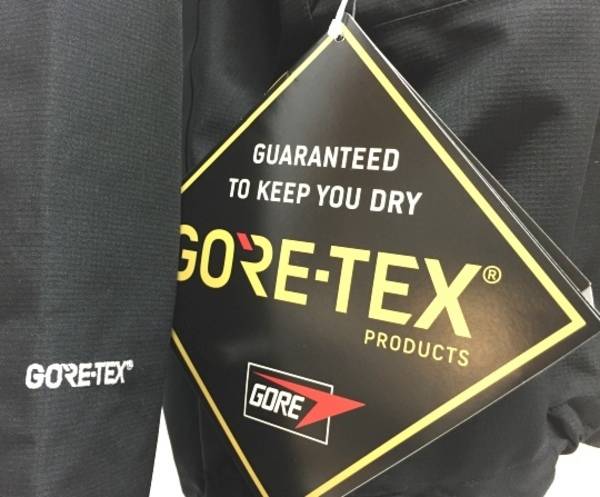 GUARANTEED
TO KEEP YOU DRY
GORE-TEX®
PRODUCTS
GORE
GORE-TEX®